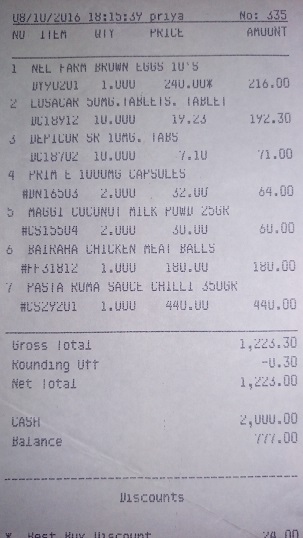 08/10/2016 18:15:39 priya No: 335
NO ITEM QTY PRICE AMOUNT
1 NEL FARM BROWN EGGS 10'S
DY90201 1.000 240.00* 216.00
2 LOSACAR 50MG.TABLETS. TABLET
DC18912 10.000 19.23 192.30
3 DEPICOR SR 10MG. TABS
DC18702 10.000 7.10 71.00
4 PRIM E 1000MG CAPSULES
#DN16503 2.000 32.00 64.00
5 MAGGI COCONUT MILK POWD 25GR
#CS15504 2.000 30.00 60.00
6 BAIRAHA CHICKEN MEAT BALLS
#FF31812 1.000 180.00 180.00
7 PASTA ROMA SAUCE CHILLI 350GR
#CS29201 1.000 440.00 440.00
Gross Total 1,223.30
Rounding Off -0.30
Net Total 1,223.00
CASH 2,000.00
Balance 777.00
Discounts
* Best Buy Discount 24.00